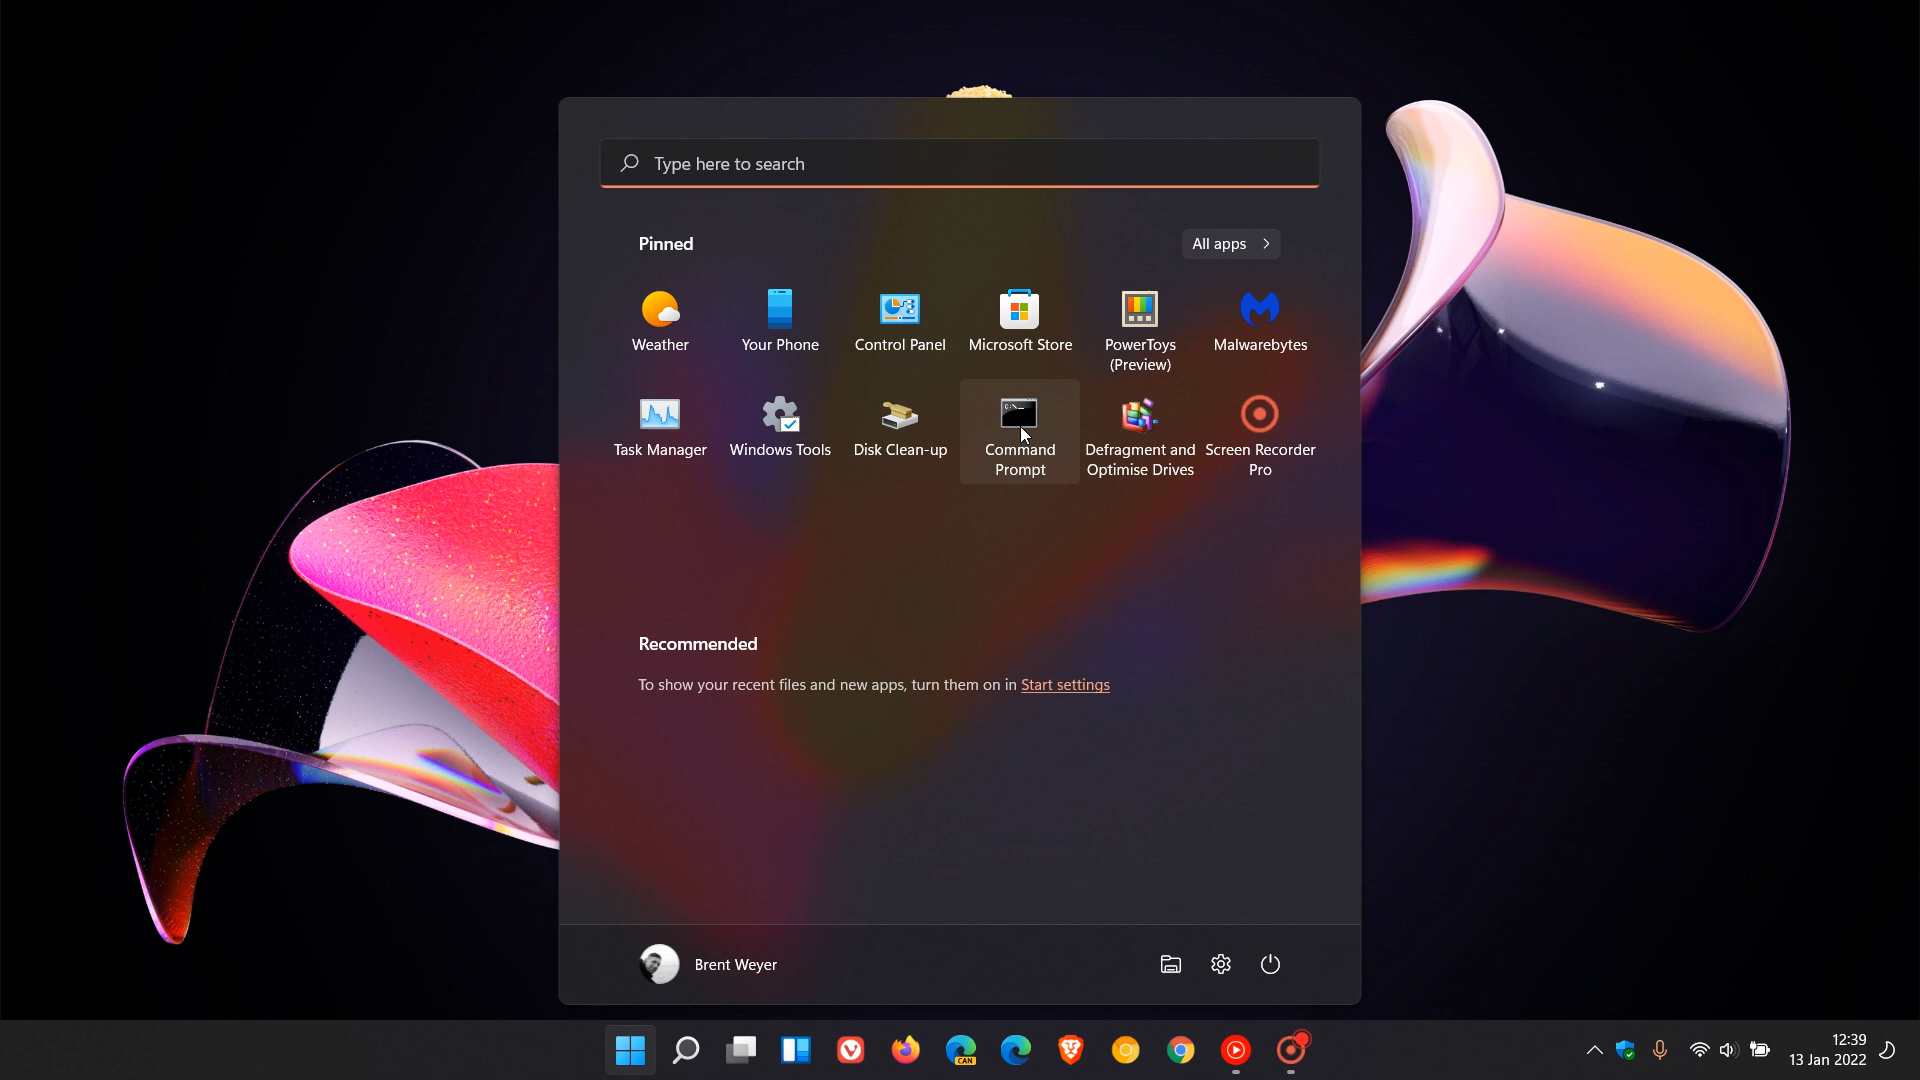 Type here to search
Pinned
All apps
Weather
Your Phone
Control Panel
Microsoft Store
PowerToys
(Preview)
Malwarebytes
Task Manager
Windows Tools
Disk Clean-up
C:\_
Command
Prompt
Defragment and
Optimise Drives
Screen Recorder
Pro
Recommended
To show your recent files and new apps, turn them on in Start settings
Brent Weyer
CAN
12:39
13 Jan 2022